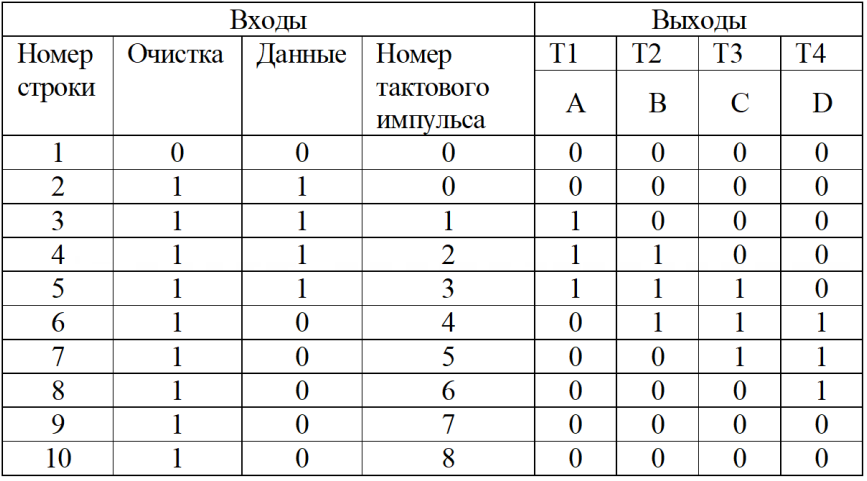 Входы Выходы
Номер Очистка Данные Номер T1 T2 T3 T4
строки тактового A B C D
импульса
1 0 0 0 0 0 0 0
2 1 1 0 0 0 0 0
3 1 1 1 1 0 0 0
4 1 1 2 1 1 0 0
5 1 1 3 1 1 1 0
6 1 0 4 0 1 1 1
7 1 0 5 0 0 1 1
8 1 0 6 0 0 0 1
9 1 0 7 0 0 0 0
10 1 0 8 0 0 0 0